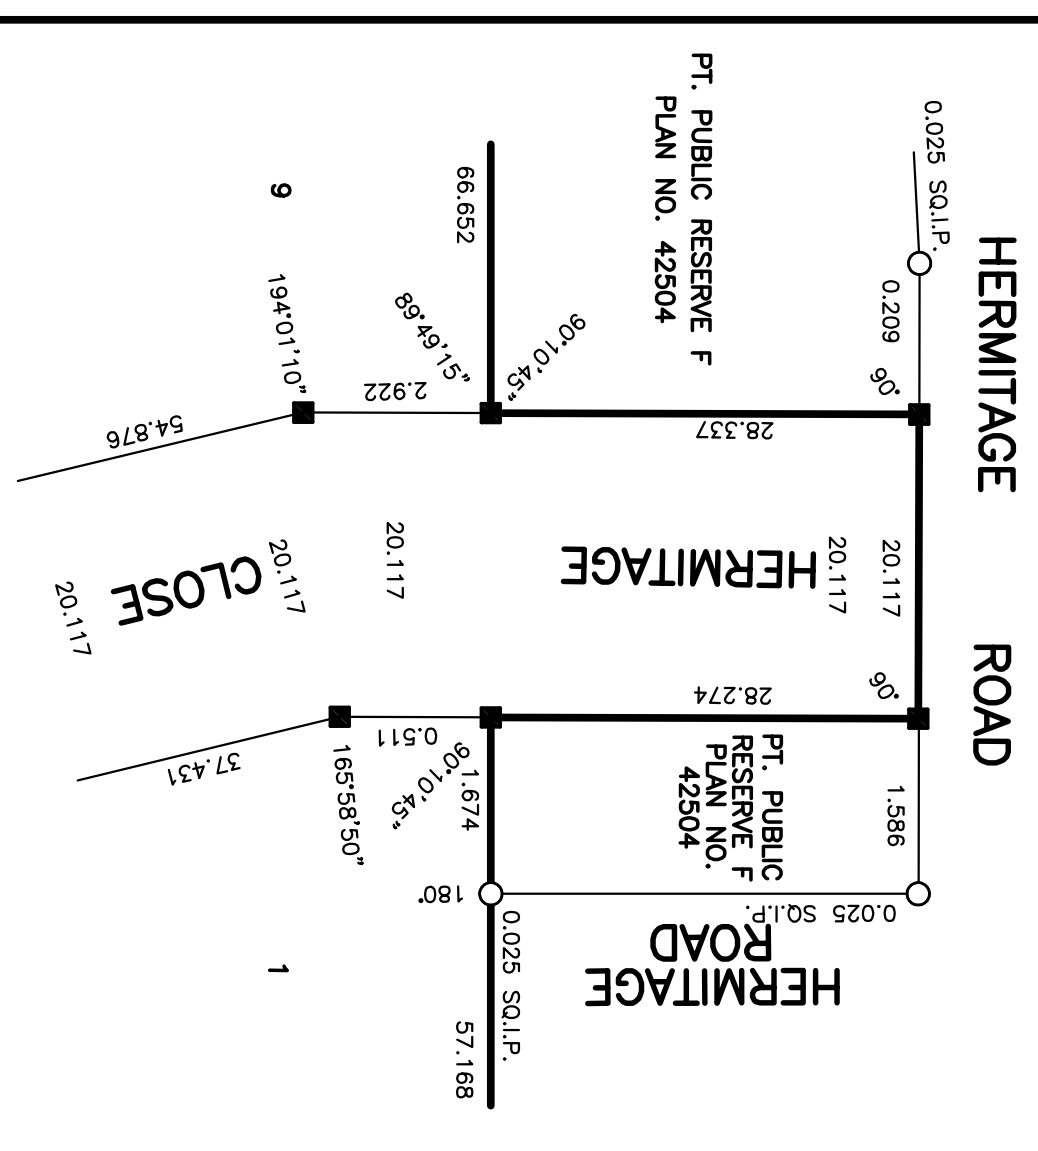 HERMITAGE ROAD
0.025 SQ.I.P.
0.209
90°
20.117
90°
1.586
PT. PUBLIC RESERVE F
PLAN NO. 42504
28.337
HERMITAGE
20.117
28.274
PT. PUBLIC
RESERVE F
PLAN NO.
42504
0.025 SQ.I.P.
HERMITAGE
ROAD
66.652
90°10'45"
89°49'15"
2.922
20.117
0.511
90°10'45"
1.674
180°
0.025 SQ.I.P.
57.168
9
194°01'10"
54.876
20.117
CLOSE
20.117
165°58'50"
37.431
1